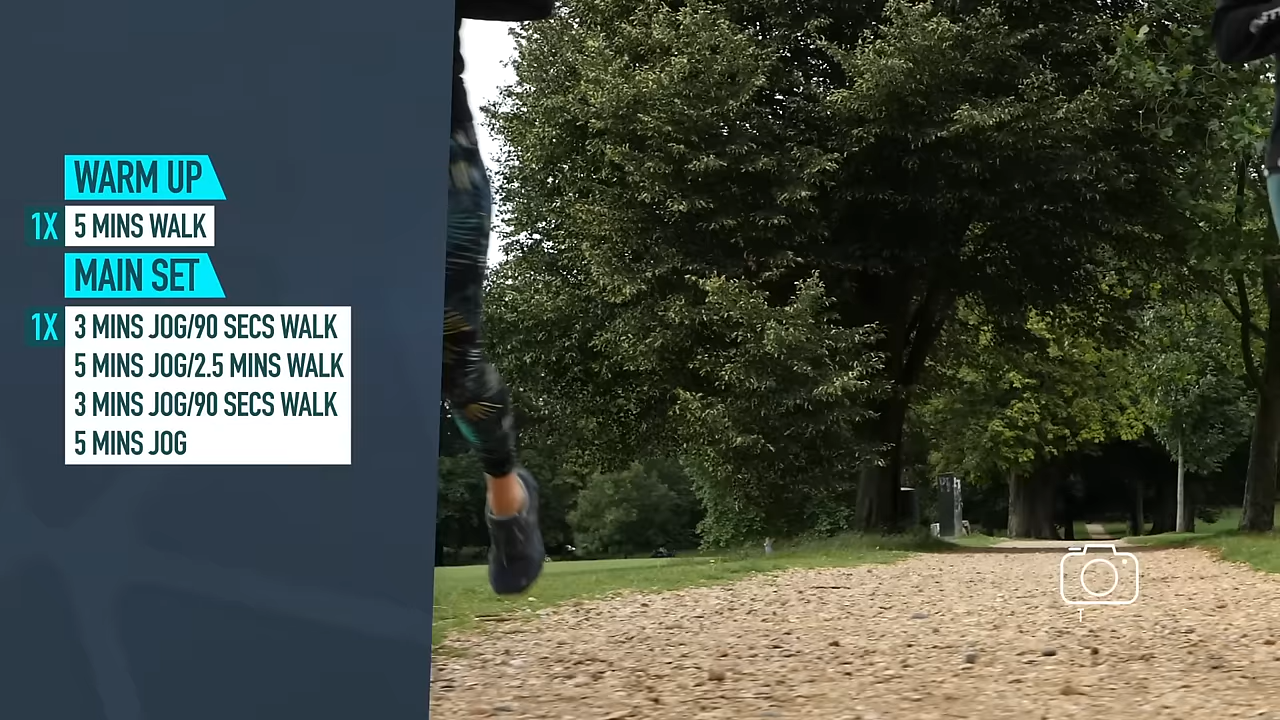 WARM UP
1X 5 MINS WALK
MAIN SET
1X 3 MINS JOG/90 SECS WALK
5 MINS JOG/2.5 MINS WALK
3 MINS JOG/90 SECS WALK
5 MINS JOG